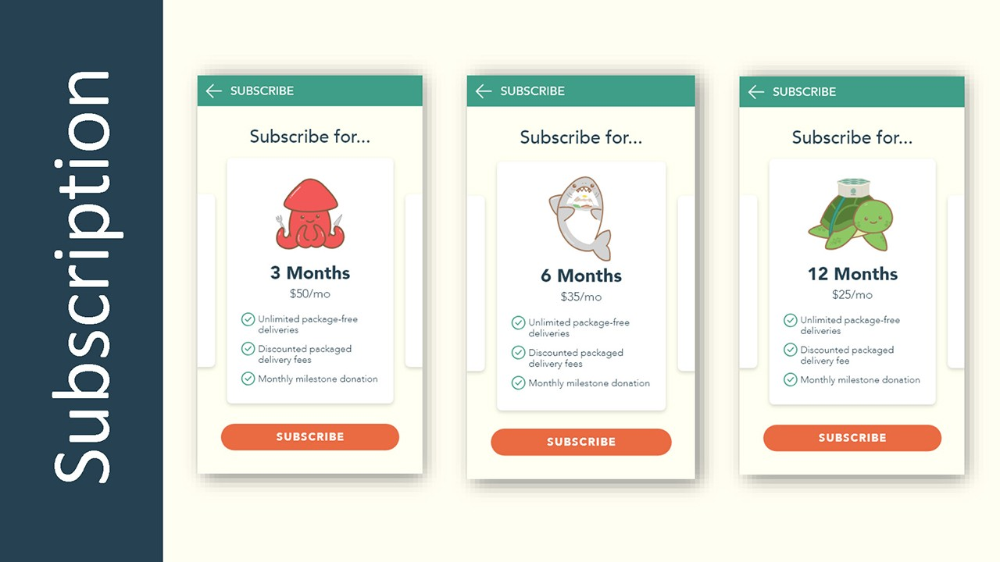 Subscription
SUBSCRIBE
Subscribe for...
3 Months
$50/mo
Unlimited package-free
deliveries
Discounted packaged
delivery fees
Monthly milestone donation
SUBSCRIBE
SUBSCRIBE
Subscribe for...
6 Months
$35/mo
Unlimited package-free
deliveries
Discounted packaged
delivery fees
Monthly milestone donation
SUBSCRIBE
SUBSCRIBE
Subscribe for...
12 Months
$25/mo
Unlimited package-free
deliveries
Discounted packaged
delivery fee
Monthly milestone donation
SUBSCRIBE